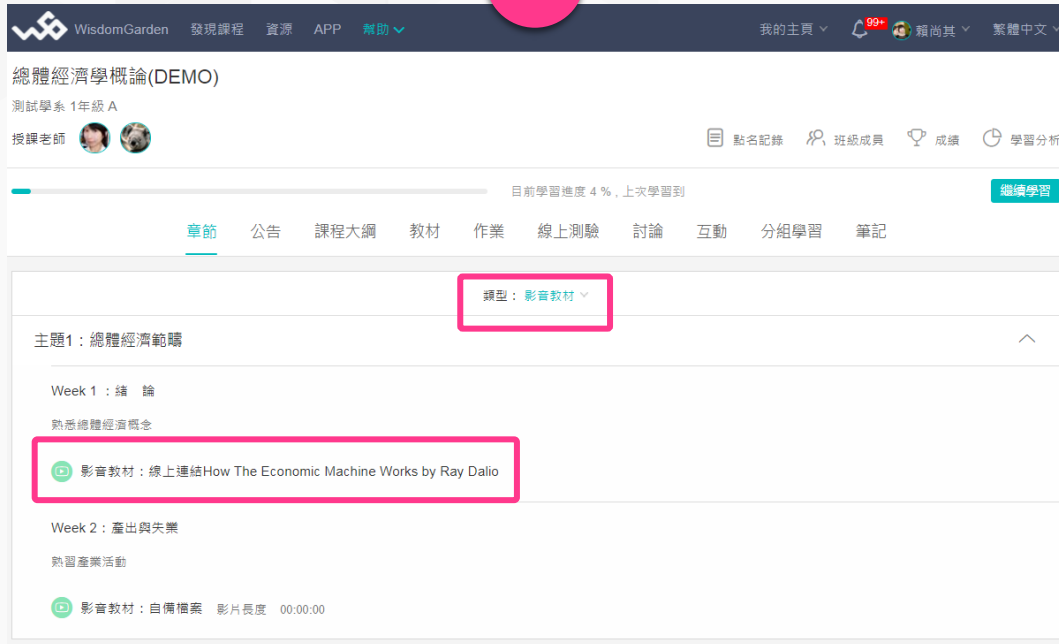 WisdomGarden 發現課程 資源 APP 幫助 我的主頁 99+ 賴尚其 繁體中文
總體經濟學概論(DEMO)
測試學系 1年級 A
授課老師 點名記錄 班級成員 成績 學習分析
目前學習進度 4 % , 上次學習到 繼續學習
章節 公告 課程大綱 教材 作業 線上測驗 討論 互動 分組學習 筆記
類型： 影音教材
主題1：總體經濟範疇
Week 1 ：緒 論
熟悉總體經濟概念
影音教材：線上連結How The Economic Machine Works by Ray Dalio
Week 2：產出與失業
熟習產業活動
影音教材：自備檔案 影片長度 00:00:00